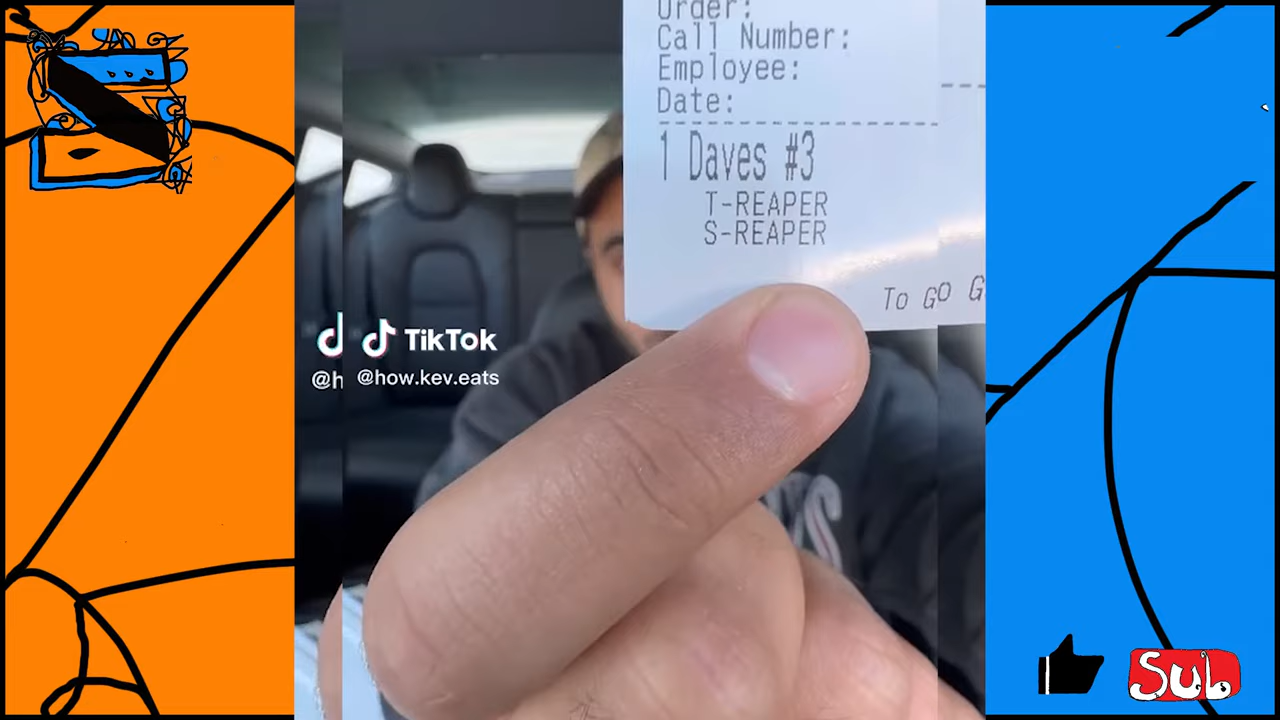 Order:
Call Number:
Employee:
Date:
1 Daves #3
T-REAPER
S-REAPER
To Go G
TikTok
@h
@how.kev.eats
Sub